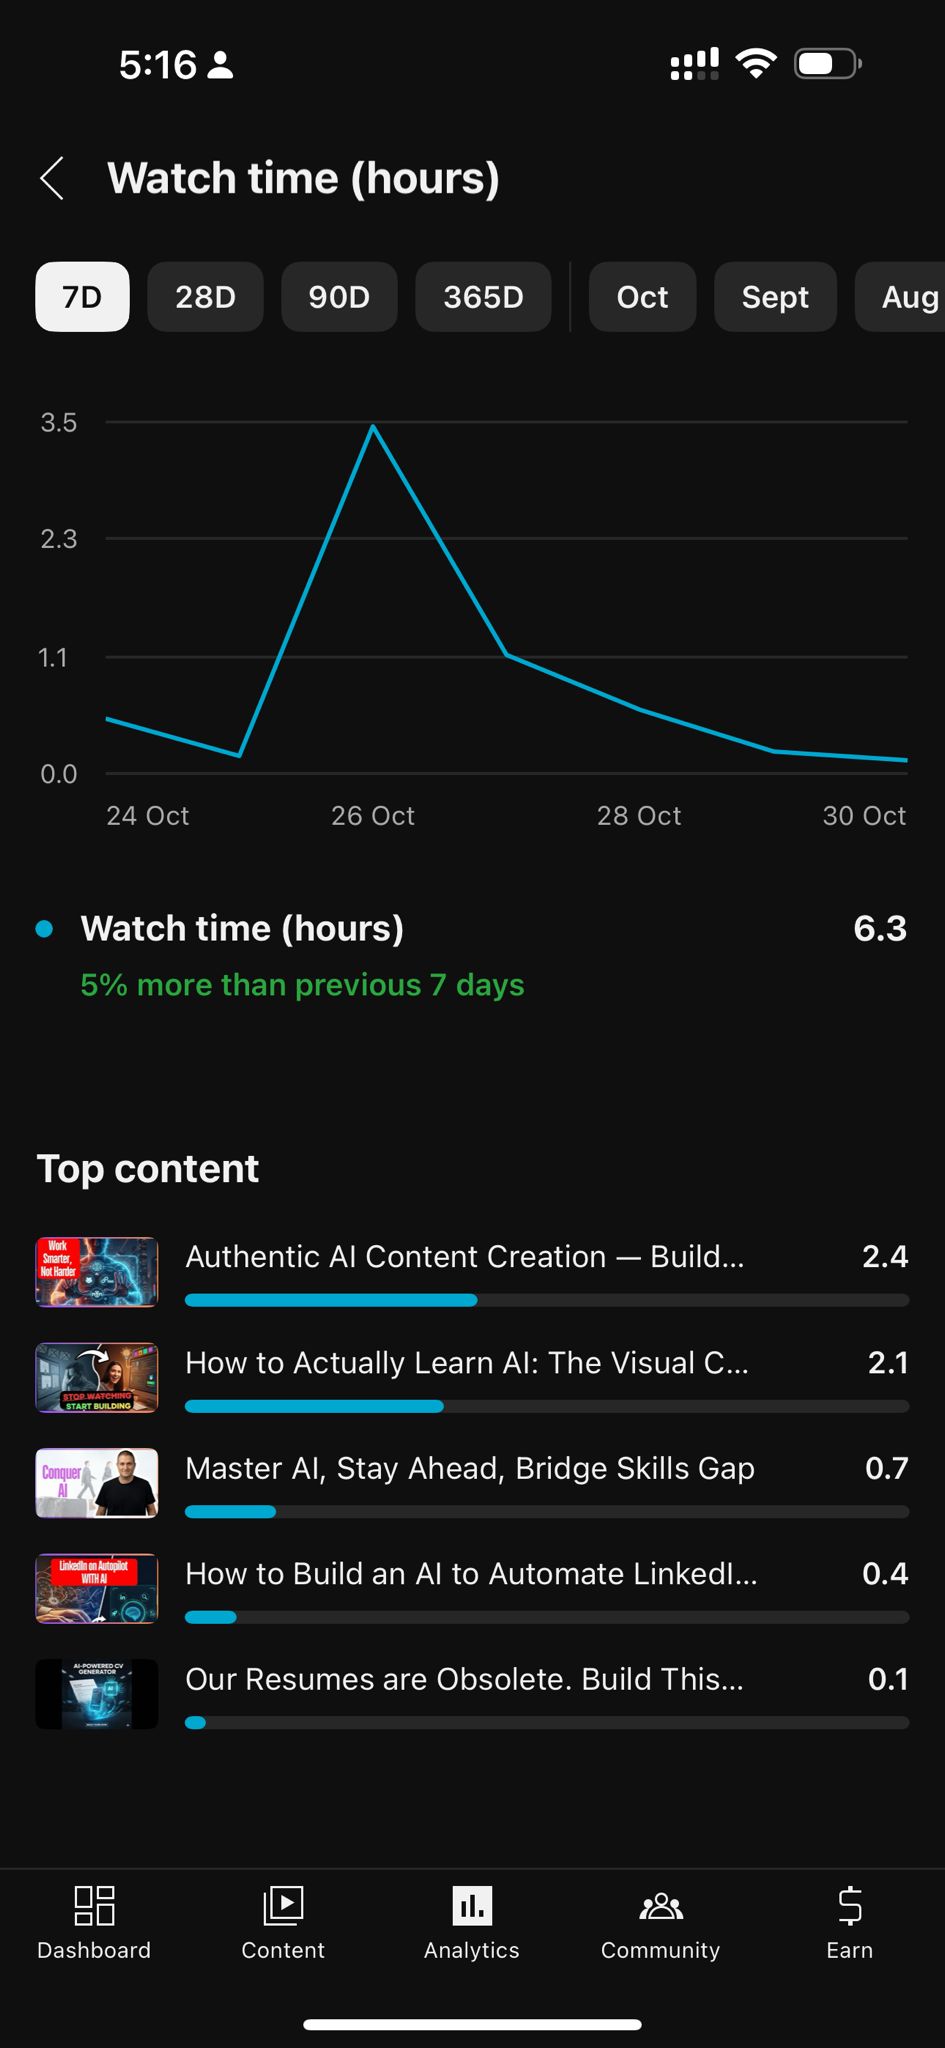 5:16
Watch time (hours)
7D 28D 90D 365D Oct Sept Aug
3.5
2.3
1.1
0.0
24 Oct 26 Oct 28 Oct 30 Oct
Watch time (hours) 6.3
5% more than previous 7 days
Top content
Work
Smarter,
Not Harder
Authentic AI Content Creation — Build... 2.4
STOP WATCHING
START BUILDING
How to Actually Learn AI: The Visual C... 2.1
Conquer
AI
Master AI, Stay Ahead, Bridge Skills Gap 0.7
LinkedIn on Autopilot
WITH AI
How to Build an AI to Automate LinkedI... 0.4
AI-POWERED CV
GENERATOR
Our Resumes are Obsolete. Build This... 0.1
Dashboard Content Analytics Community Earn